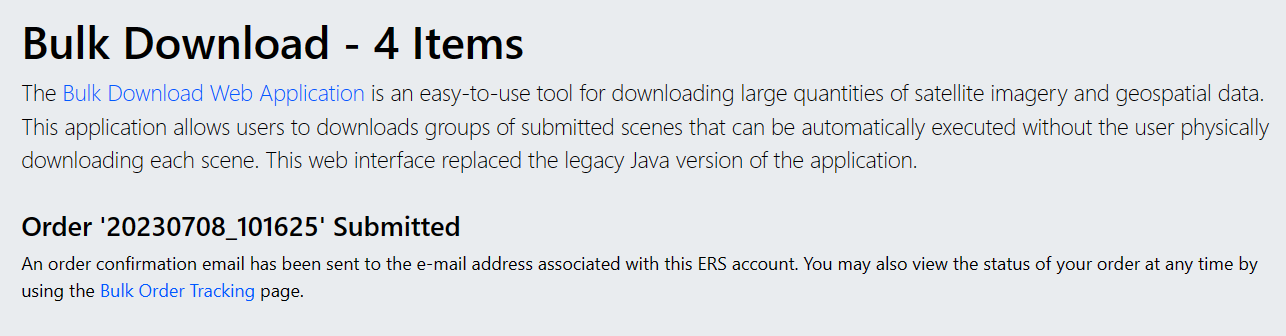 Bulk Download - 4 Items
The Bulk Download Web Application is an easy-to-use tool for downloading large quantities of satellite imagery and geospatial data.
This application allows users to downloads groups of submitted scenes that can be automatically executed without the user physically
downloading each scene. This web interface replaced the legacy Java version of the application.
Order '20230708_101625' Submitted
An order confirmation email has been sent to the e-mail address associated with this ERS account. You may also view the status of your order at any time by
using the Bulk Order Tracking page.